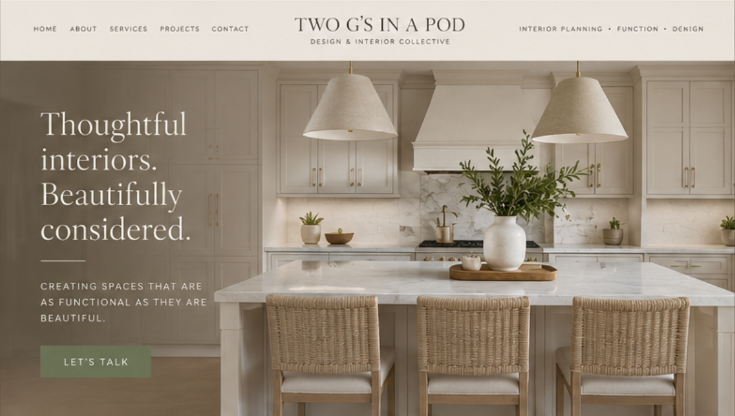 HOME ABOUT SERVICES PROJECTS CONTACT
TWO G'S IN A POD
DESIGN & INTERIOR COLLECTIVE
INTERIOR PLANNING • FUNCTION • DENIGN
Thoughtful
interiors.
Beautifully
considered.
CREATING SPACES THAT ARE
AS FUNCTIONAL AS THEY ARE
BEAUTIFUL.
LET'S TALK